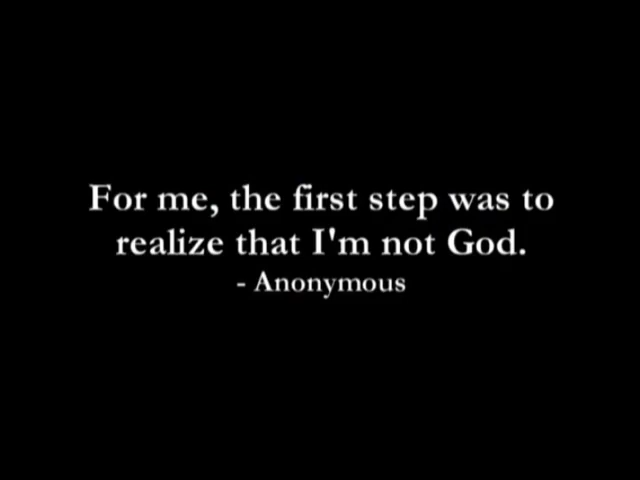 For me, the first step was to
realize that I'm not God.
- Anonymous